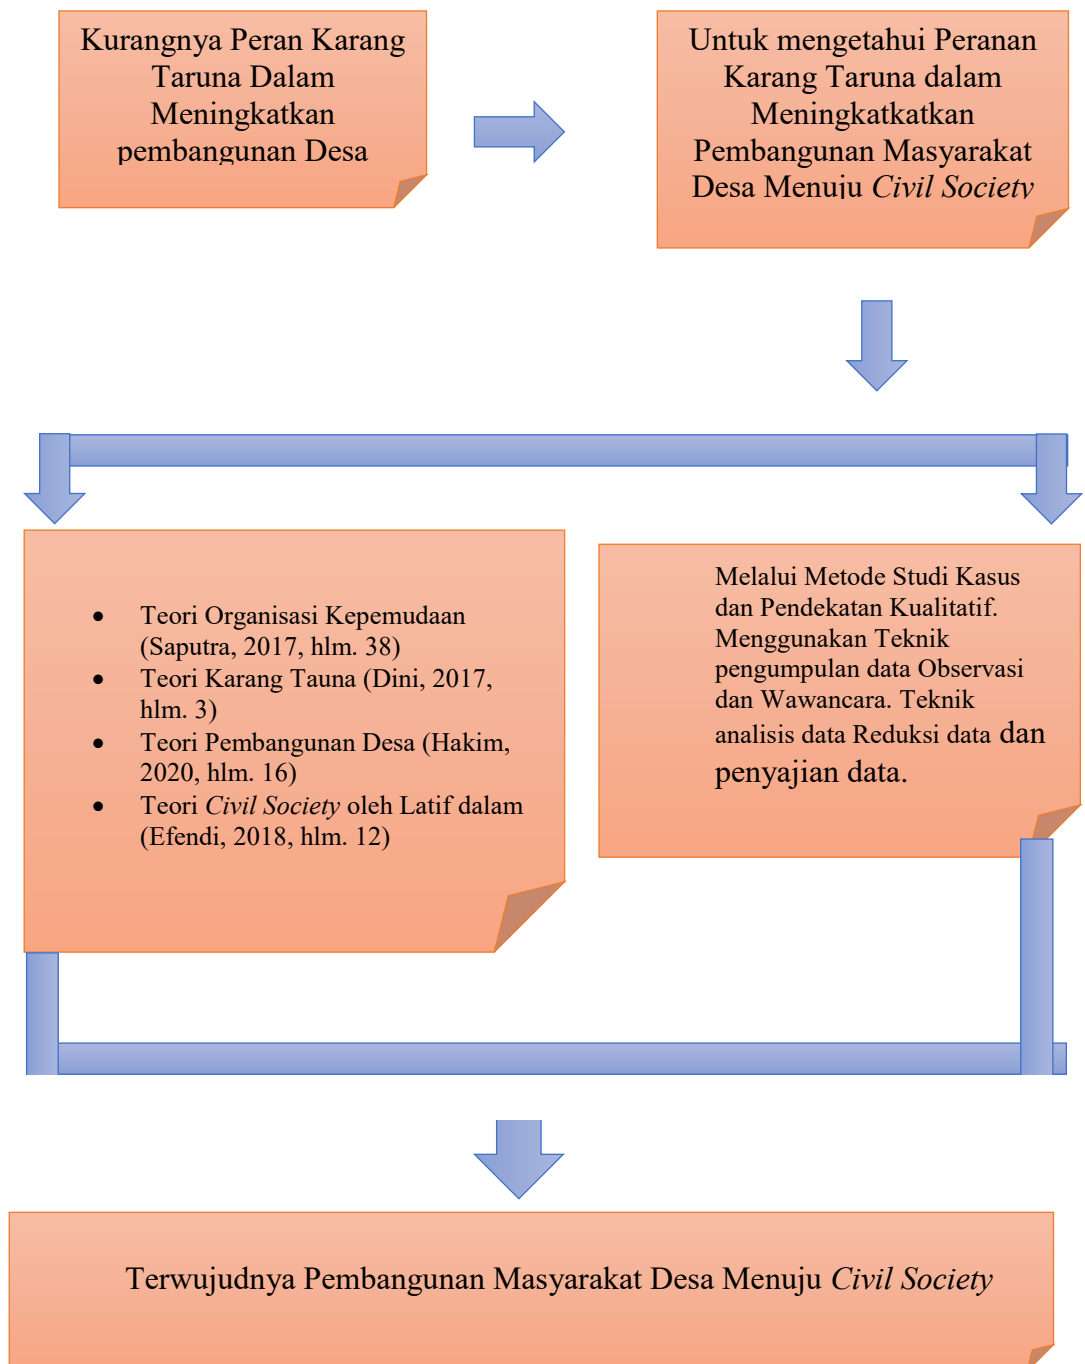 Kurangnya Peran Karang
Taruna Dalam
Meningkatkan
pembangunan Desa
Untuk mengetahui Peranan
Karang Taruna dalam
Meningkatkatkan
Pembangunan Masyarakat
Desa Menuju Civil Society
• Teori Organisasi Kepemudaan
(Saputra, 2017, hlm. 38)
• Teori Karang Tauna (Dini, 2017,
hlm. 3)
• Teori Pembangunan Desa (Hakim,
2020, hlm. 16)
• Teori Civil Society oleh Latif dalam
(Efendi, 2018, hlm. 12)
Melalui Metode Studi Kasus
dan Pendekatan Kualitatif.
Menggunakan Teknik
pengumpulan data Observasi
dan Wawancara. Teknik
analisis data Reduksi data dan
penyajian data.
Terwujudnya Pembangunan Masyarakat Desa Menuju Civil Society